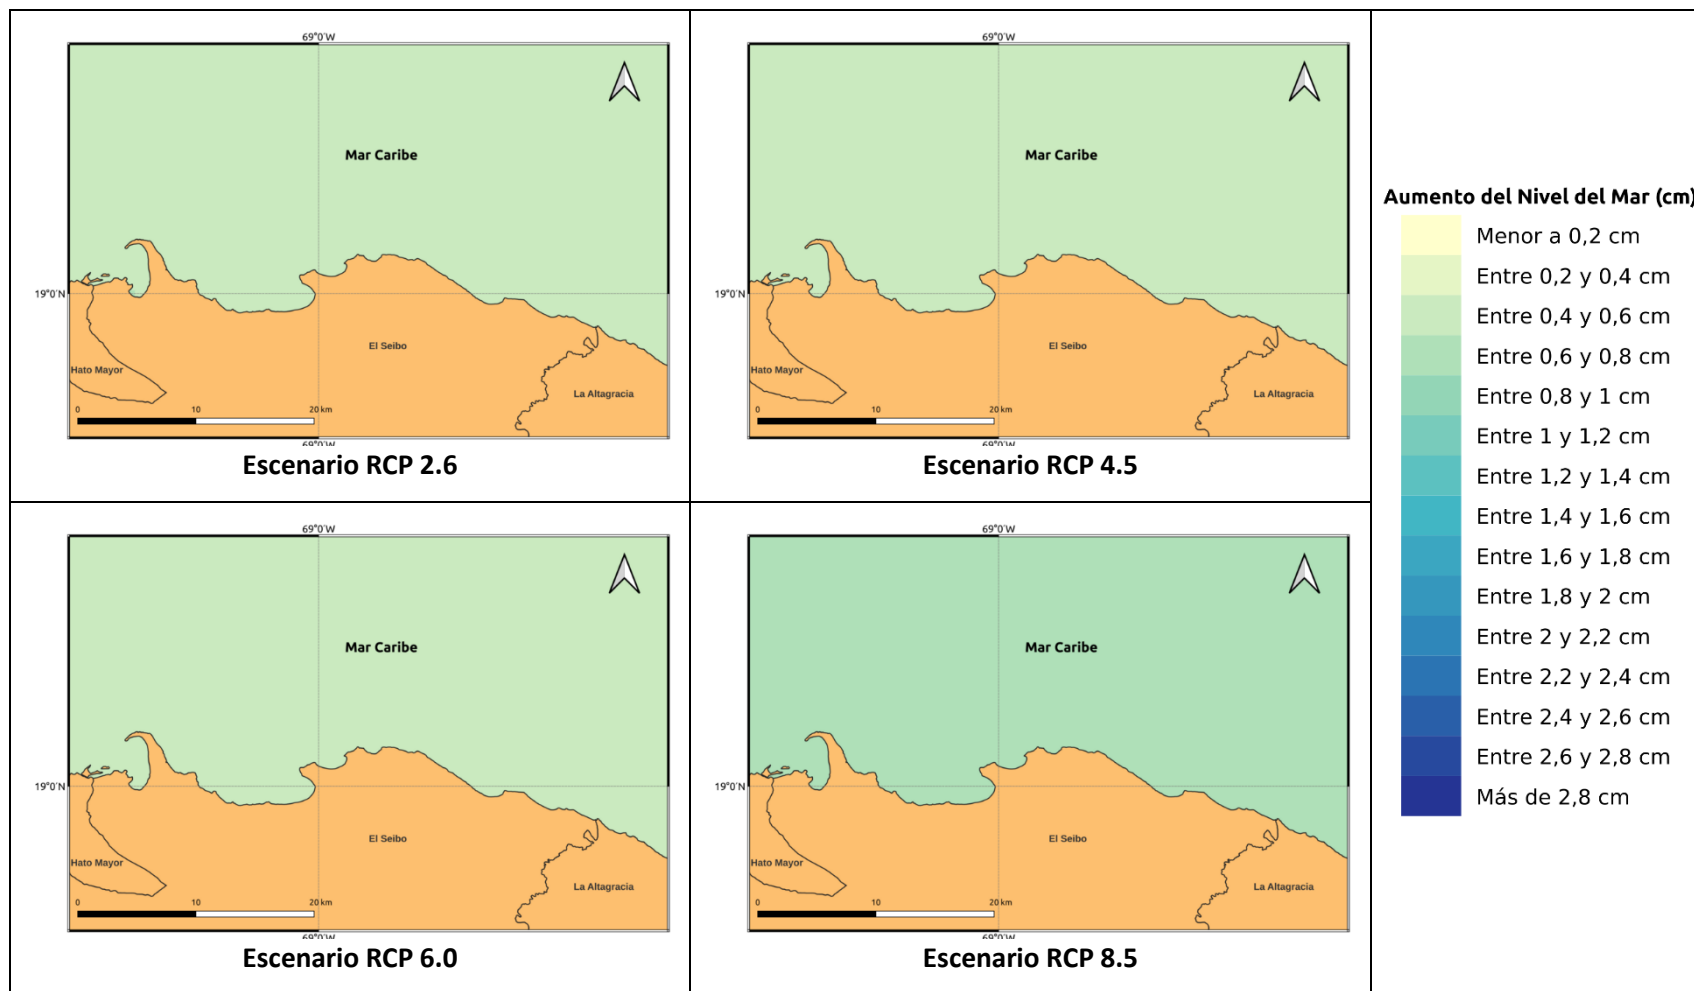 69°0'W
Mar Caribe
19°0'N
El Seibo
Hato Mayor
La Altagracia
0 10 20 km
69°0'W
Escenario RCP 2.6
69°0'W
Mar Caribe
19°0'N
El Seibo
Hato Mayor
La Altagracia
0 10 20 km
69°0'W
Escenario RCP 4.5
69°0'W
Mar Caribe
19°0'N
El Seibo
Hato Mayor
La Altagracia
0 10 20 km
69°0'W
Escenario RCP 6.0
69°0'W
Mar Caribe
19°0'N
El Seibo
Hato Mayor
La Altagracia
0 10 20 km
69°0'W
Escenario RCP 8.5
Aumento del Nivel del Mar (cm)
Menor a 0,2 cm
Entre 0,2 y 0,4 cm
Entre 0,4 y 0,6 cm
Entre 0,6 y 0,8 cm
Entre 0,8 y 1 cm
Entre 1 y 1,2 cm
Entre 1,2 y 1,4 cm
Entre 1,4 y 1,6 cm
Entre 1,6 y 1,8 cm
Entre 1,8 y 2 cm
Entre 2 y 2,2 cm
Entre 2,2 y 2,4 cm
Entre 2,4 y 2,6 cm
Entre 2,6 y 2,8 cm
Más de 2,8 cm